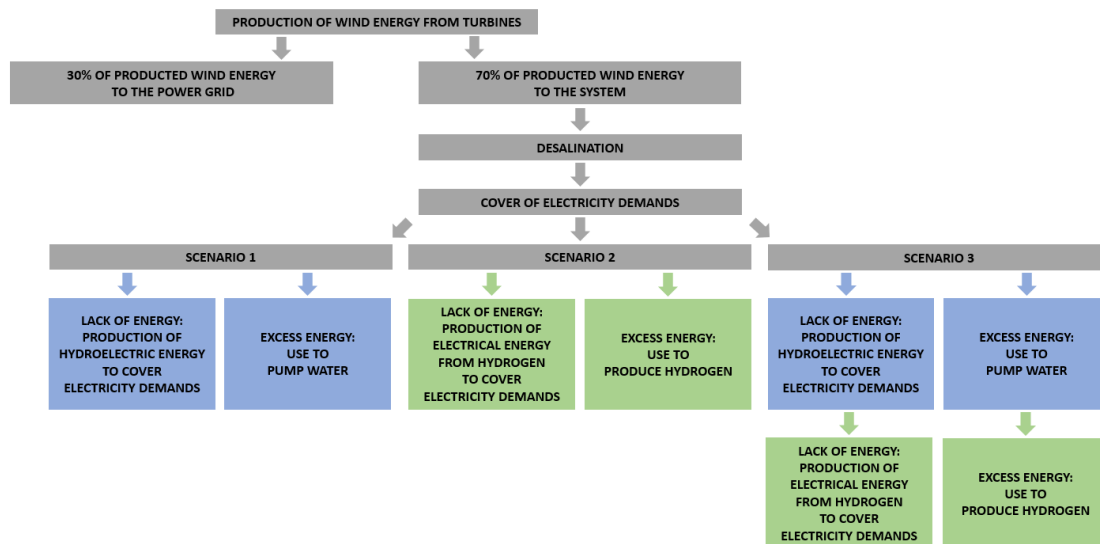 PRODUCTION OF WIND ENERGY FROM TURBINES
30% OF PRODUCTED WIND ENERGY
TO THE POWER GRID
70% OF PRODUCTED WIND ENERGY
TO THE SYSTEM
DESALINATION
COVER OF ELECTRICITY DEMANDS
SCENARIO 1
SCENARIO 2
SCENARIO 3
LACK OF ENERGY:
PRODUCTION OF
HYDROELECTRIC ENERGY
TO COVER
ELECTRICITY DEMANDS
EXCESS ENERGY:
USE TO
PUMP WATER
LACK OF ENERGY:
PRODUCTION OF
ELECTRICAL ENERGY
FROM HYDROGEN
TO COVER
ELECTRICITY DEMANDS
EXCESS ENERGY:
USE TO
PRODUCE HYDROGEN
LACK OF ENERGY:
PRODUCTION OF
HYDROELECTRIC ENERGY
TO COVER
ELECTRICITY DEMANDS
EXCESS ENERGY:
USE TO
PUMP WATER
LACK OF ENERGY:
PRODUCTION OF
ELECTRICAL ENERGY
FROM HYDROGEN
TO COVER
ELECTRICITY DEMANDS
EXCESS ENERGY:
USE TO
PRODUCE HYDROGEN